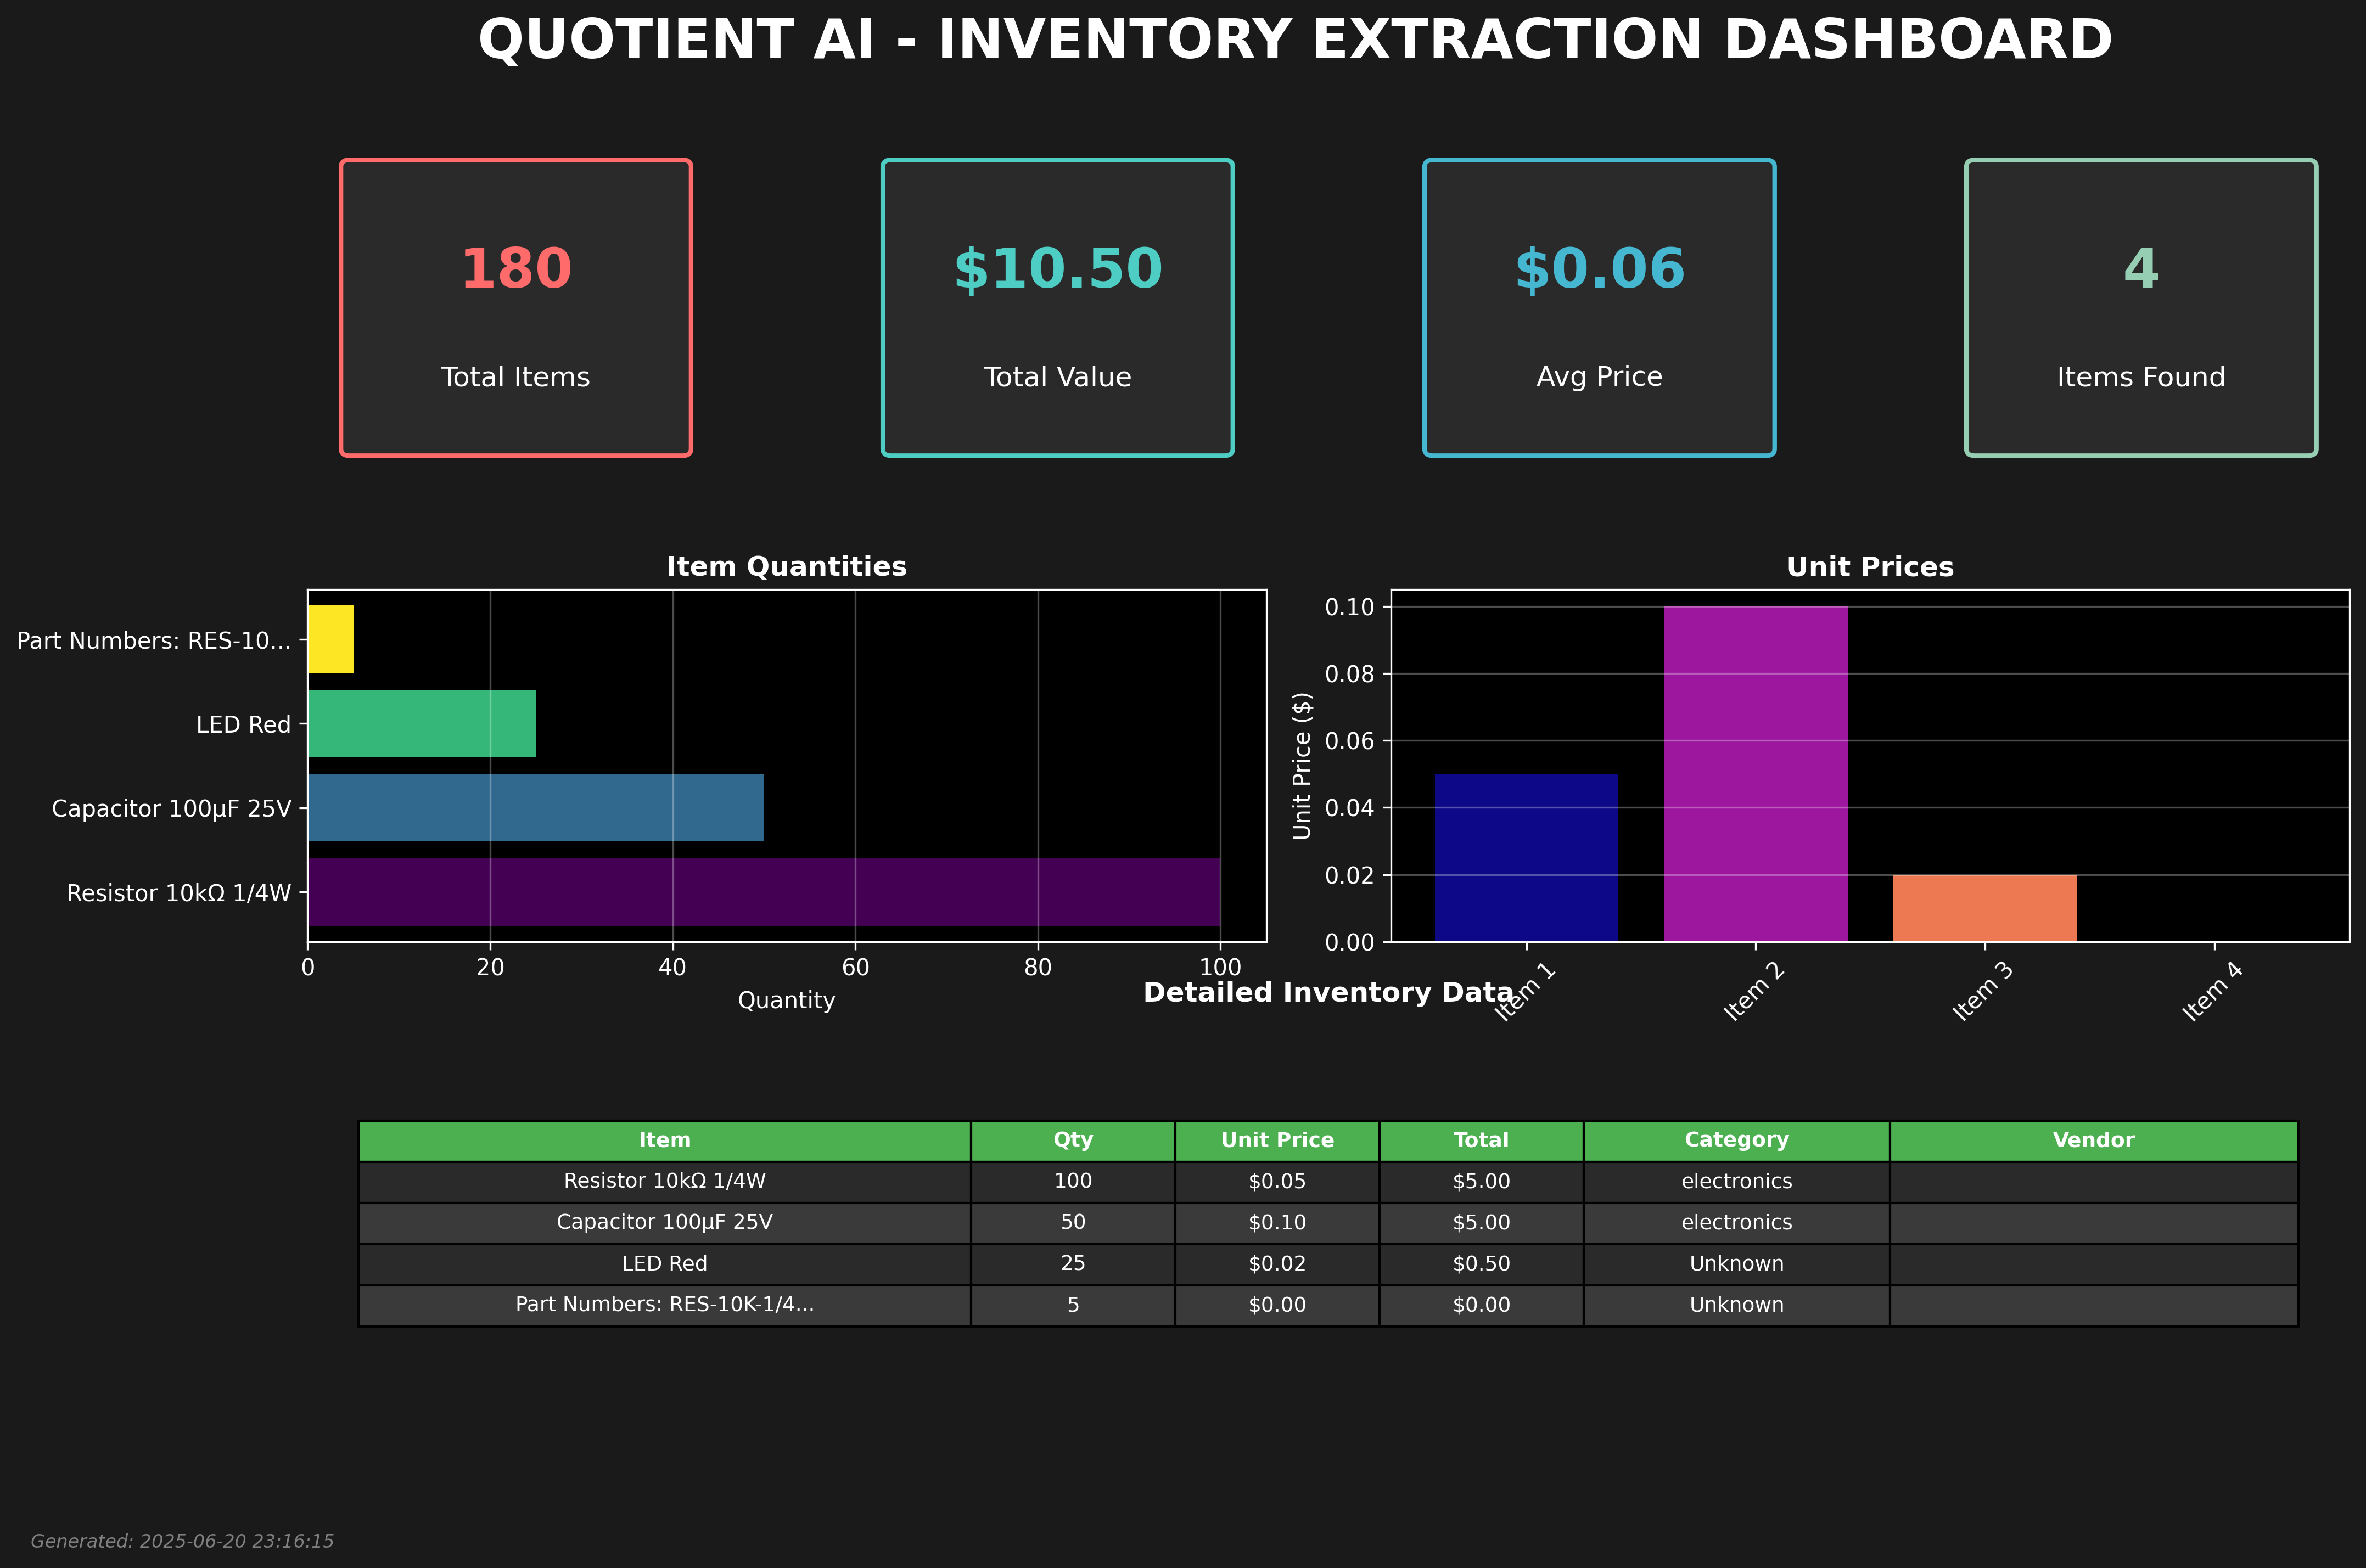 QUOTIENT AI - INVENTORY EXTRACTION DASHBOARD
180
Total Items
$10.50
Total Value
$0.06
Avg Price
4
Items Found
Item Quantities
Part Numbers: RES-10...
LED Red
Capacitor 100µF 25V
Resistor 10kΩ 1/4W
0 20 40 60 80 100
Quantity
Unit Prices
Unit Price ($)
0.10
0.08
0.06
0.04
0.02
0.00
Item 1 Item 2 Item 3 Item 4
Detailed Inventory Data
Item Qty Unit Price Total Category Vendor
Resistor 10kΩ 1/4W 100 $0.05 $5.00 electronics
Capacitor 100µF 25V 50 $0.10 $5.00 electronics
LED Red 25 $0.02 $0.50 Unknown
Part Numbers: RES-10K-1/4... 5 $0.00 $0.00 Unknown
Generated: 2025-06-20 23:16:15